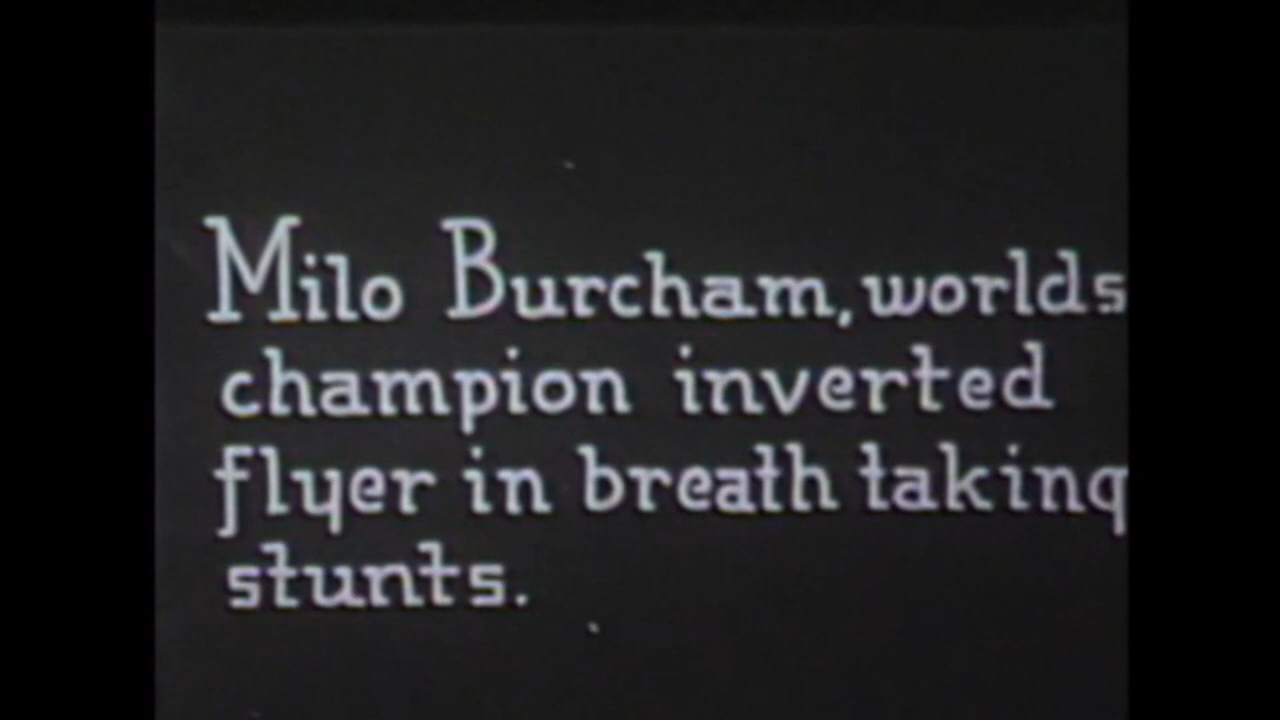 Milo Burcham, worlds
champion inverted
flyer in breath taking
stunts.